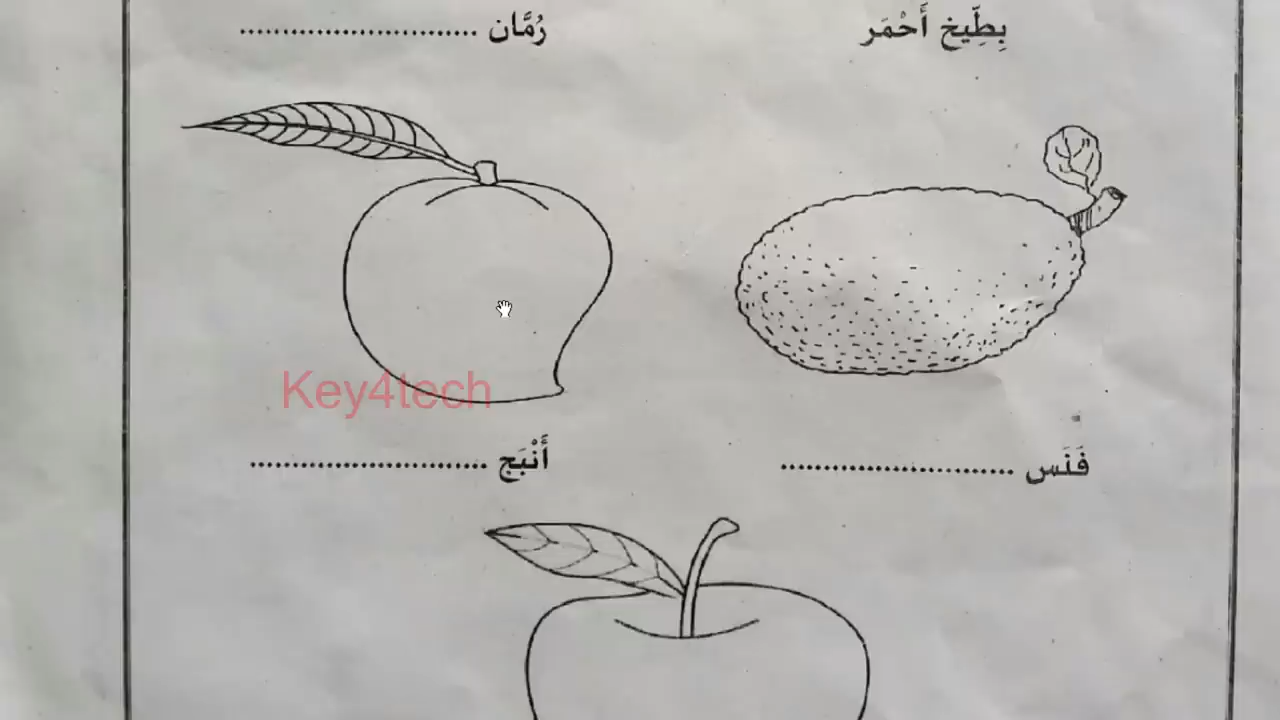 بِطِّيخ أَحْمَر
رُمَّان ...........................
Key4tech
فَنَس ...........................
أَنْبَج ...........................